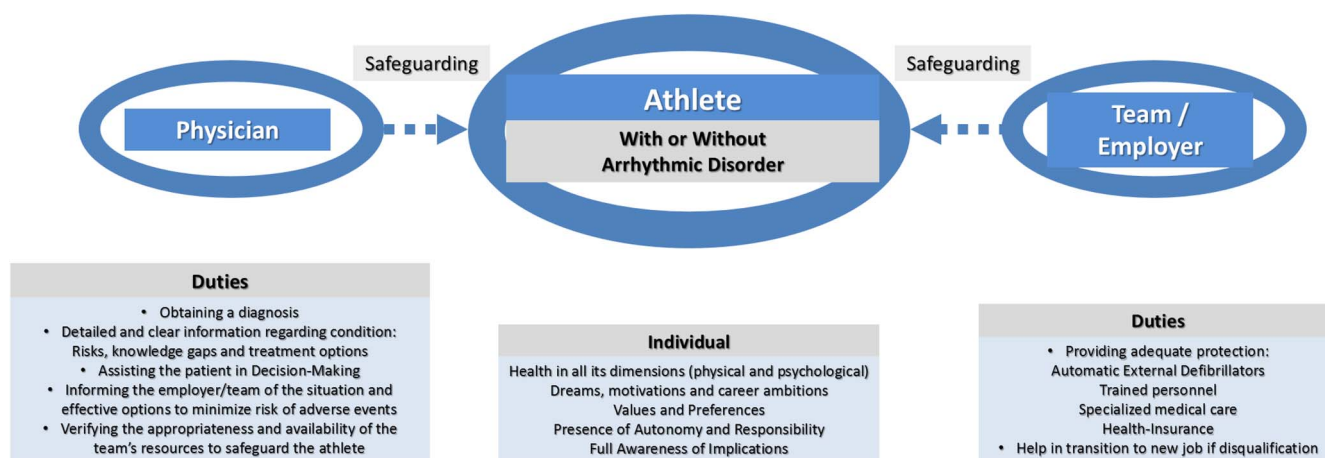 Safeguarding
Safeguarding
Physician
Athlete
With or Without
Arrhythmic Disorder
Team /
Employer
Duties
• Obtaining a diagnosis
• Detailed and clear information regarding condition:
Risks, knowledge gaps and treatment options
• Assisting the patient in Decision-Making
• Informing the employer/team of the situation and
effective options to minimize risk of adverse events
• Verifying the appropriateness and availability of the
team's resources to safeguard the athlete
Individual
Health in all its dimensions (physical and psychological)
Dreams, motivations and career ambitions
Values and Preferences
Presence of Autonomy and Responsibility
Full Awareness of Implications
Duties
• Providing adequate protection:
Automatic External Defibrillators
Trained personnel
Specialized medical care
Health-Insurance
• Help in transition to new job if disqualification